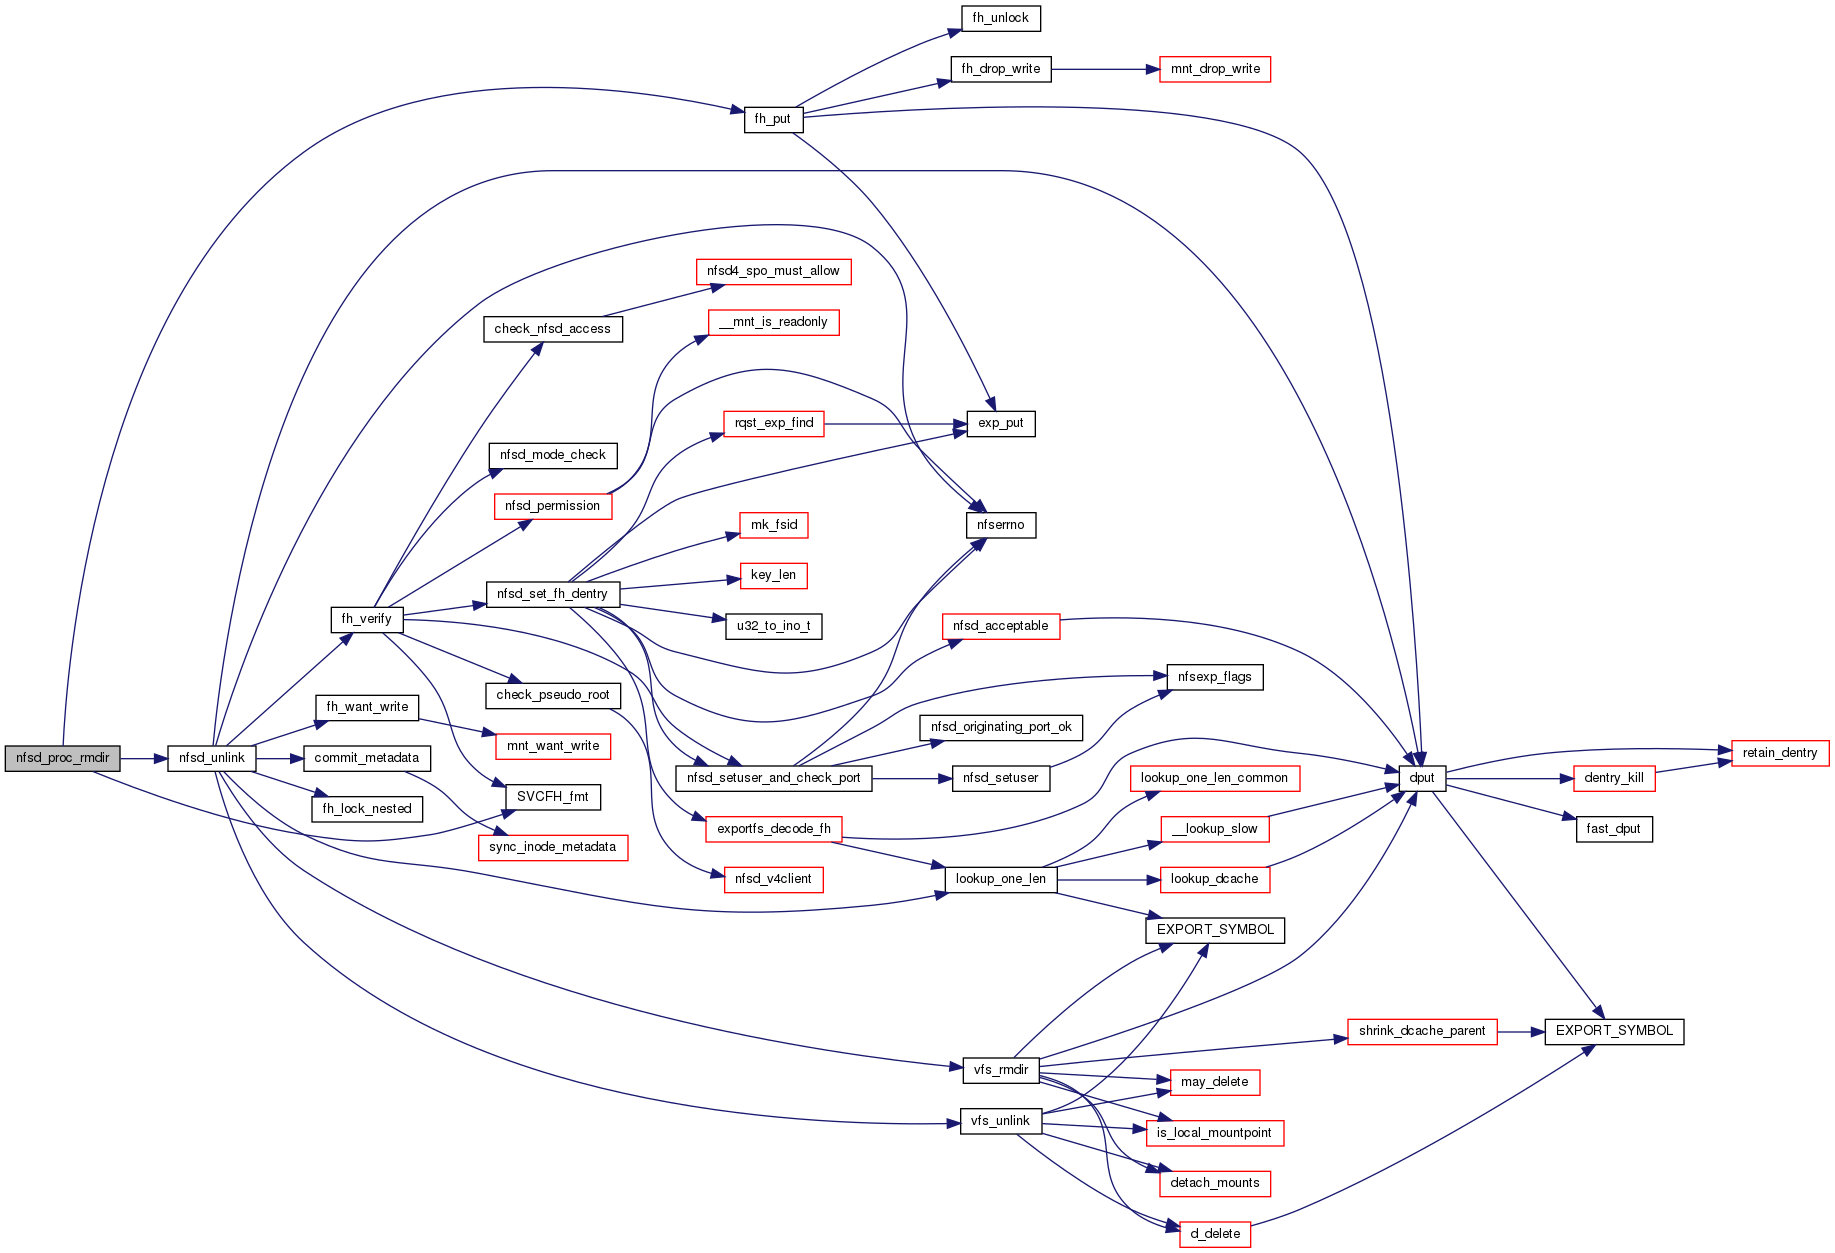 fh_unlock
fh_drop_write
mnt_drop_write
fh_put
nfsd4_spo_must_allow
check_nfsd_access
__mnt_is_readonly
rqst_exp_find
exp_put
nfsd_mode_check
nfsd_permission
mk_fsid
nfserrno
key_len
nfsd_set_fh_dentry
fh_verify
u32_to_ino_t
nfsd_acceptable
nfsexp_flags
check_pseudo_root
fh_want_write
nfsd_originating_port_ok
mnt_want_write
nfsd_proc_rmdir
nfsd_unlink
commit_metadata
nfsd_setuser_and_check_port
nfsd_setuser
lookup_one_len_common
dput
dentry_kill
retain_dentry
SVCFH_fmt
fh_lock_nested
exportfs_decode_fh
__lookup_slow
fast_dput
sync_inode_metadata
nfsd_v4client
lookup_one_len
lookup_dcache
EXPORT_SYMBOL
shrink_dcache_parent
EXPORT_SYMBOL
vfs_rmdir
may_delete
vfs_unlink
is_local_mountpoint
detach_mounts
d_delete